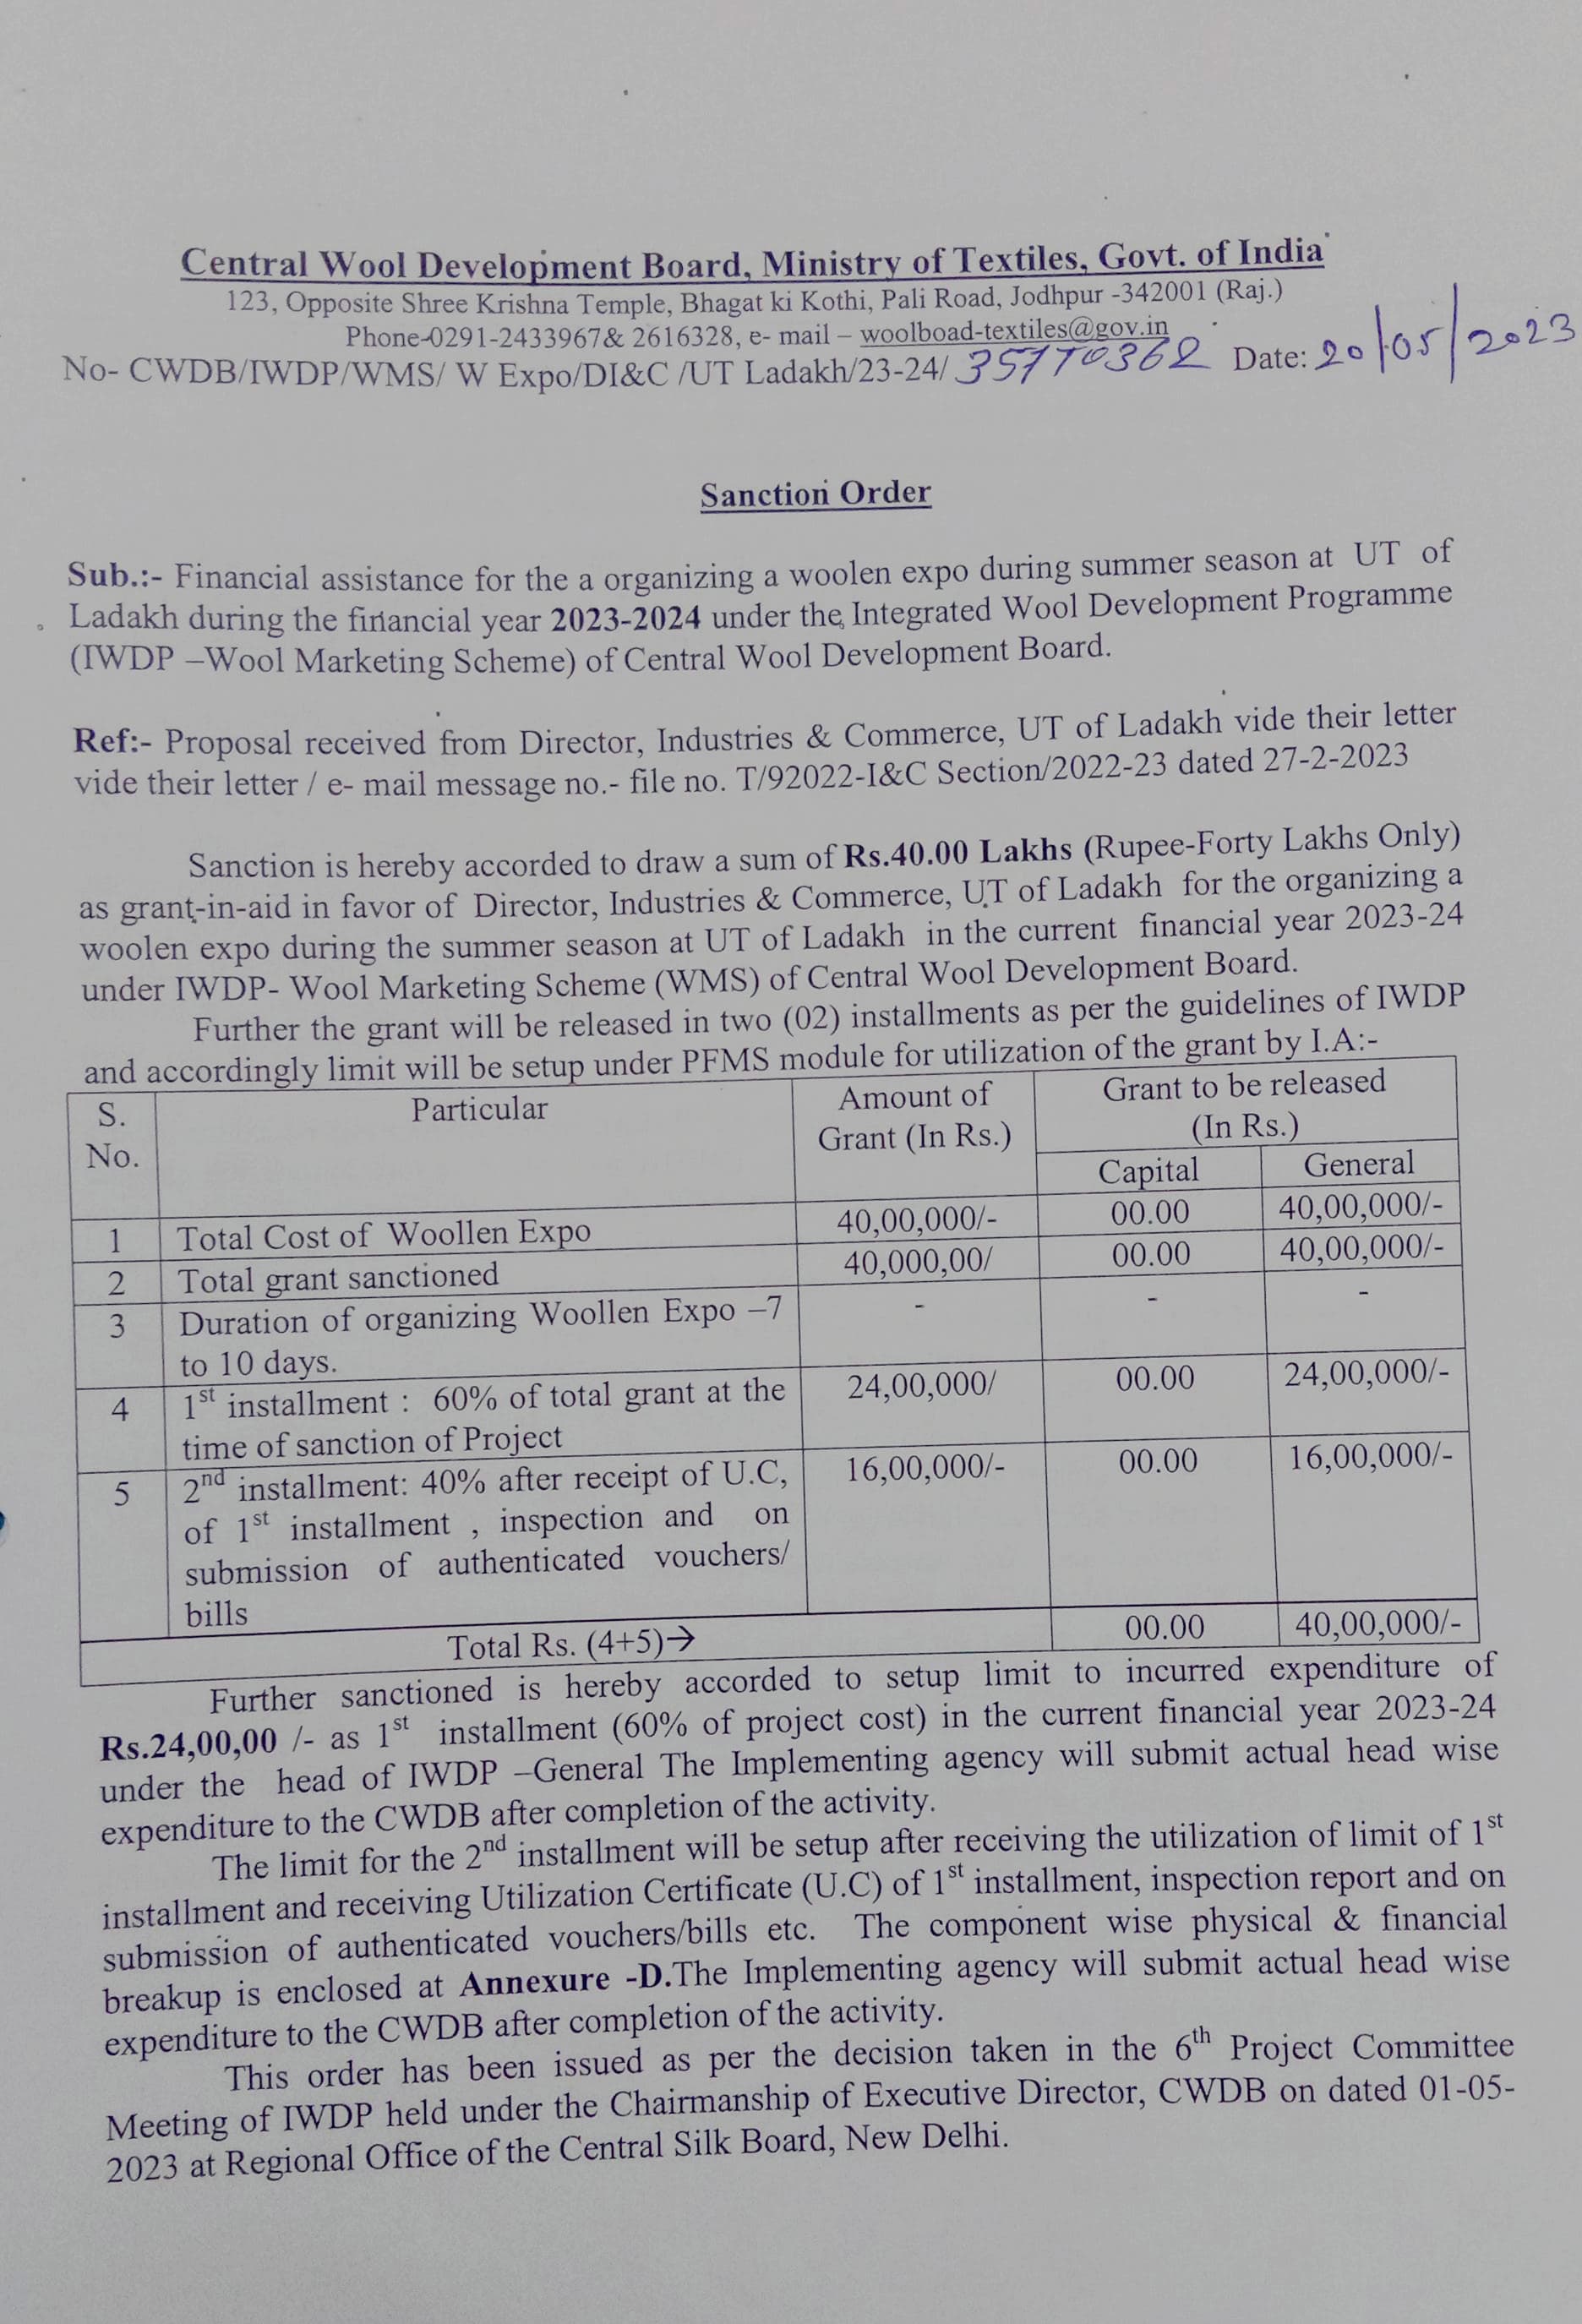 Central Wool Development Board, Ministry of Textiles, Govt. of India
123, Opposite Shree Krishna Temple, Bhagat ki Kothi, Pali Road, Jodhpur -342001 (Raj.)
Phone-0291-2433967& 2616328, e- mail – woolboad-textiles@gov.in
No- CWDB/IWDP/WMS/ W Expo/DI&C /UT Ladakh/23-24/ 357 To 362 Date: 20/05/2023
Sanction Order
Sub.:- Financial assistance for the a organizing a woolen expo during summer season at UT of
Ladakh during the financial year 2023-2024 under the Integrated Wool Development Programme
(IWDP –Wool Marketing Scheme) of Central Wool Development Board.
Ref:- Proposal received from Director, Industries & Commerce, UT of Ladakh vide their letter
vide their letter / e- mail message no.- file no. T/92022-I&C Section/2022-23 dated 27-2-2023
Sanction is hereby accorded to draw a sum of Rs.40.00 Lakhs (Rupee-Forty Lakhs Only)
as grant-in-aid in favor of Director, Industries & Commerce, UT of Ladakh for the organizing a
woolen expo during the summer season at UT of Ladakh in the current financial year 2023-24
under IWDP- Wool Marketing Scheme (WMS) of Central Wool Development Board.
Further the grant will be released in two (02) installments as per the guidelines of IWDP
and accordingly limit will be setup under PFMS module for utilization of the grant by I.A:-
S. Particular Amount of Grant to be released
No. Grant (In Rs.) (In Rs.)
Capital General
1 Total Cost of Woollen Expo 40,00,000/- 00.00 40,00,000/-
2 Total grant sanctioned 40,000,00/ 00.00 40,00,000/-
3 Duration of organizing Woollen Expo –7 - - -
to 10 days.
4 1st installment : 60% of total grant at the 24,00,000/ 00.00 24,00,000/-
time of sanction of Project
5 2nd installment: 40% after receipt of U.C, 16,00,000/- 00.00 16,00,000/-
of 1st installment , inspection and on
submission of authenticated vouchers/
bills
Total Rs. (4+5)→ 00.00 40,00,000/-
Further sanctioned is hereby accorded to setup limit to incurred expenditure of
Rs.24,00,00 /- as 1st installment (60% of project cost) in the current financial year 2023-24
under the head of IWDP –General The Implementing agency will submit actual head wise
expenditure to the CWDB after completion of the activity.
The limit for the 2nd installment will be setup after receiving the utilization of limit of 1st
installment and receiving Utilization Certificate (U.C) of 1st installment, inspection report and on
submission of authenticated vouchers/bills etc. The component wise physical & financial
breakup is enclosed at Annexure -D.The Implementing agency will submit actual head wise
expenditure to the CWDB after completion of the activity.
This order has been issued as per the decision taken in the 6th Project Committee
Meeting of IWDP held under the Chairmanship of Executive Director, CWDB on dated 01-05-
2023 at Regional Office of the Central Silk Board, New Delhi.